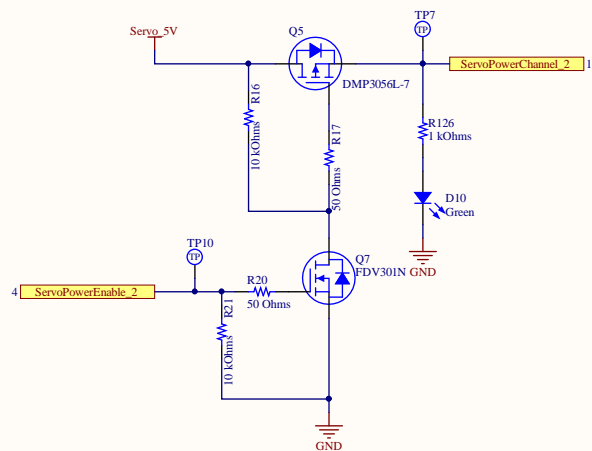 TP7
Servo_5V
Q5
TP
ServoPowerChannel_2
1
DMP3056L-7
R16
10 kOhms
R17
50 Ohms
R126
1 kOhms
D10
Green
TP10
TP
Q7
FDV301N
GND
4
ServoPowerEnable_2
R20
50 Ohms
R21
10 kOhms
GND